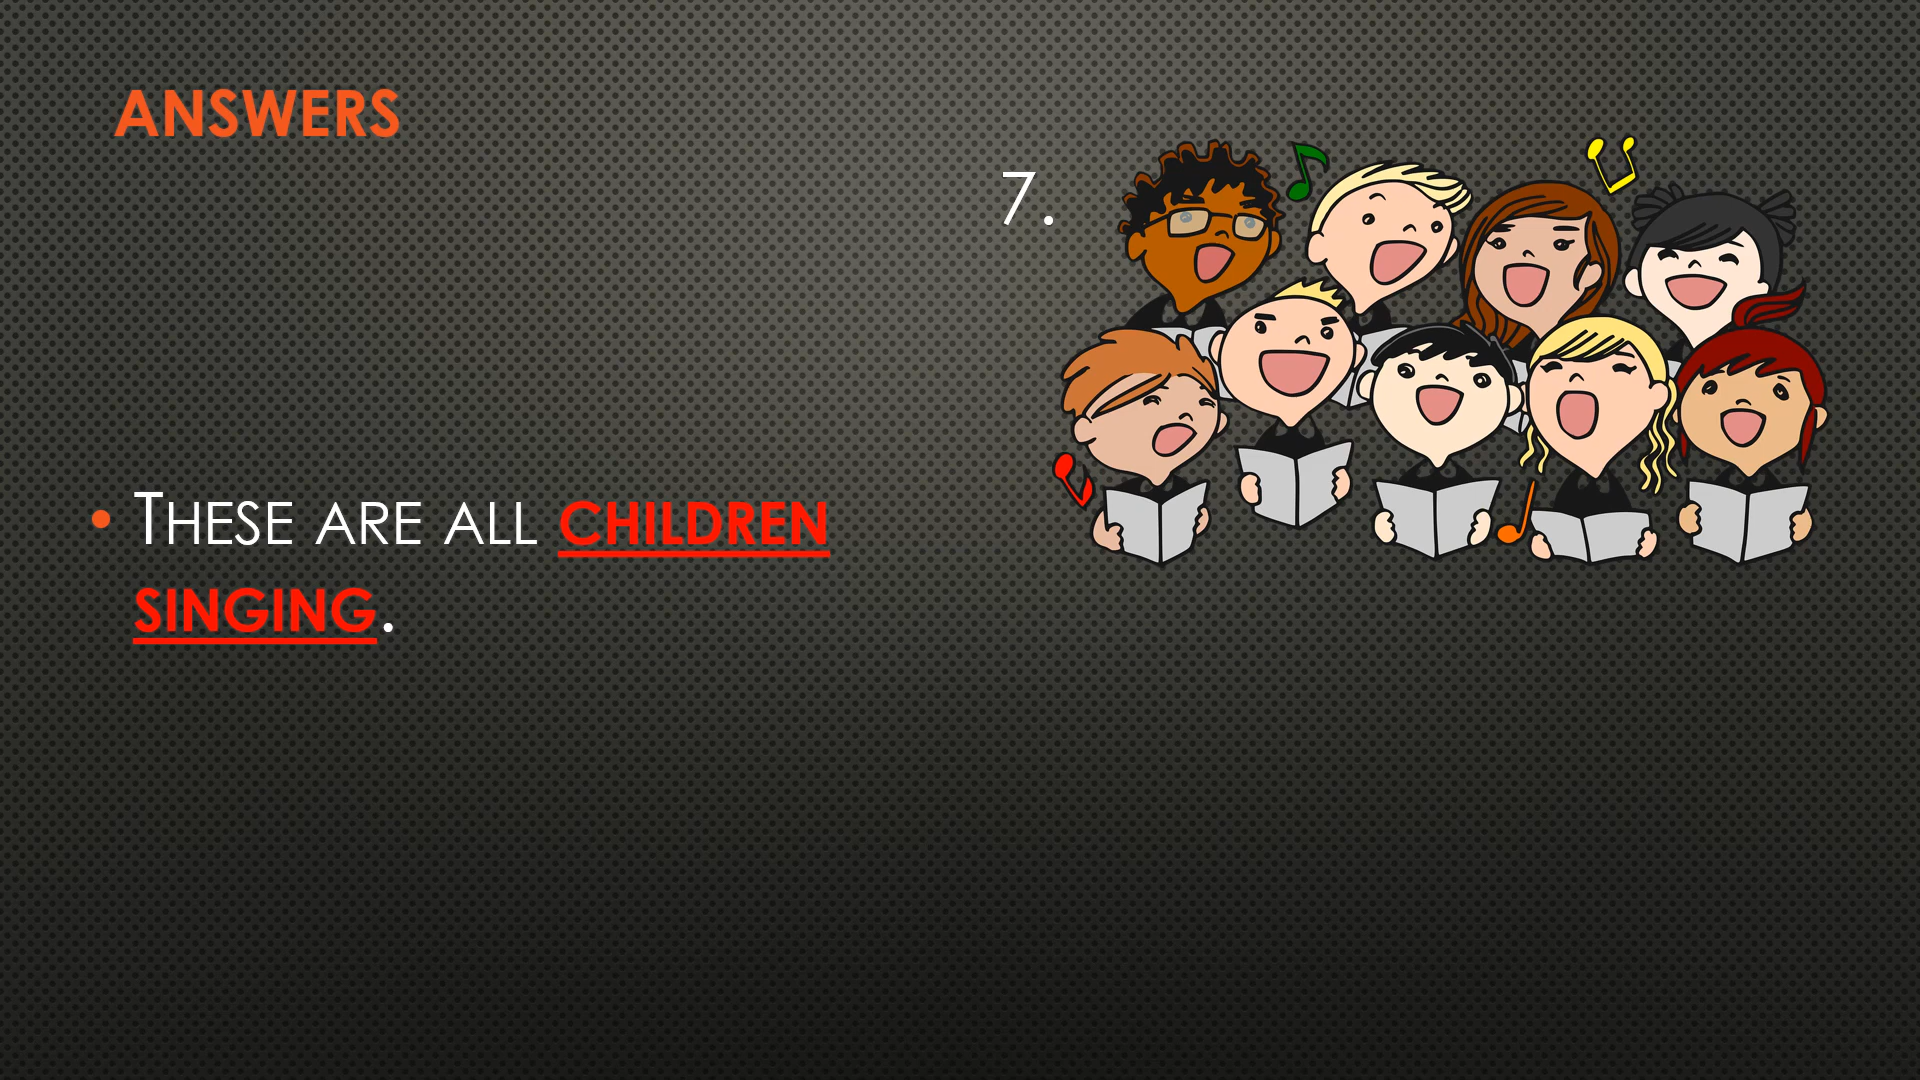 ANSWERS
7.
• THESE ARE ALL CHILDREN
SINGING.